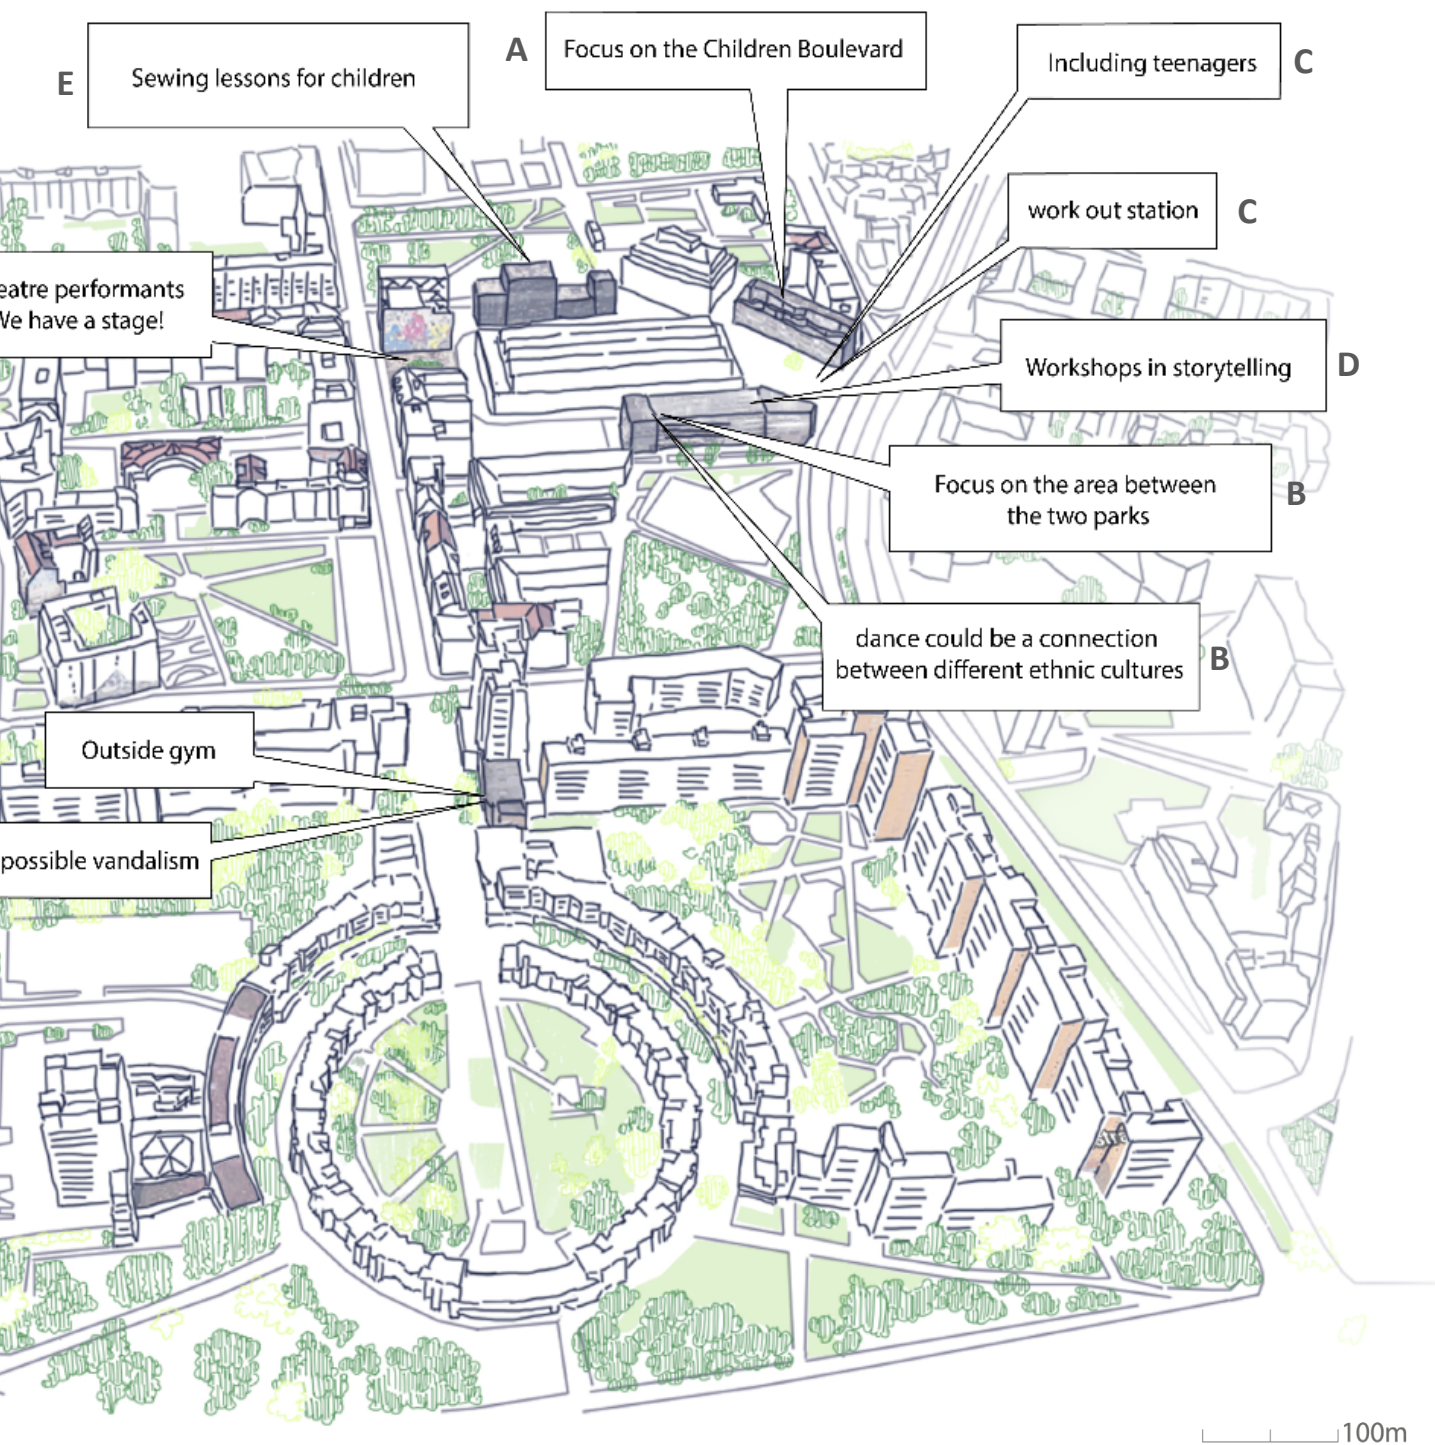 E
Sewing lessons for children
A
Focus on the Children Boulevard
Including teenagers
C
work out station
C
eatre performants
We have a stage!
Workshops in storytelling
D
Focus on the area between
the two parks
B
dance could be a connection
between different ethnic cultures
B
Outside gym
possible vandalism
100m